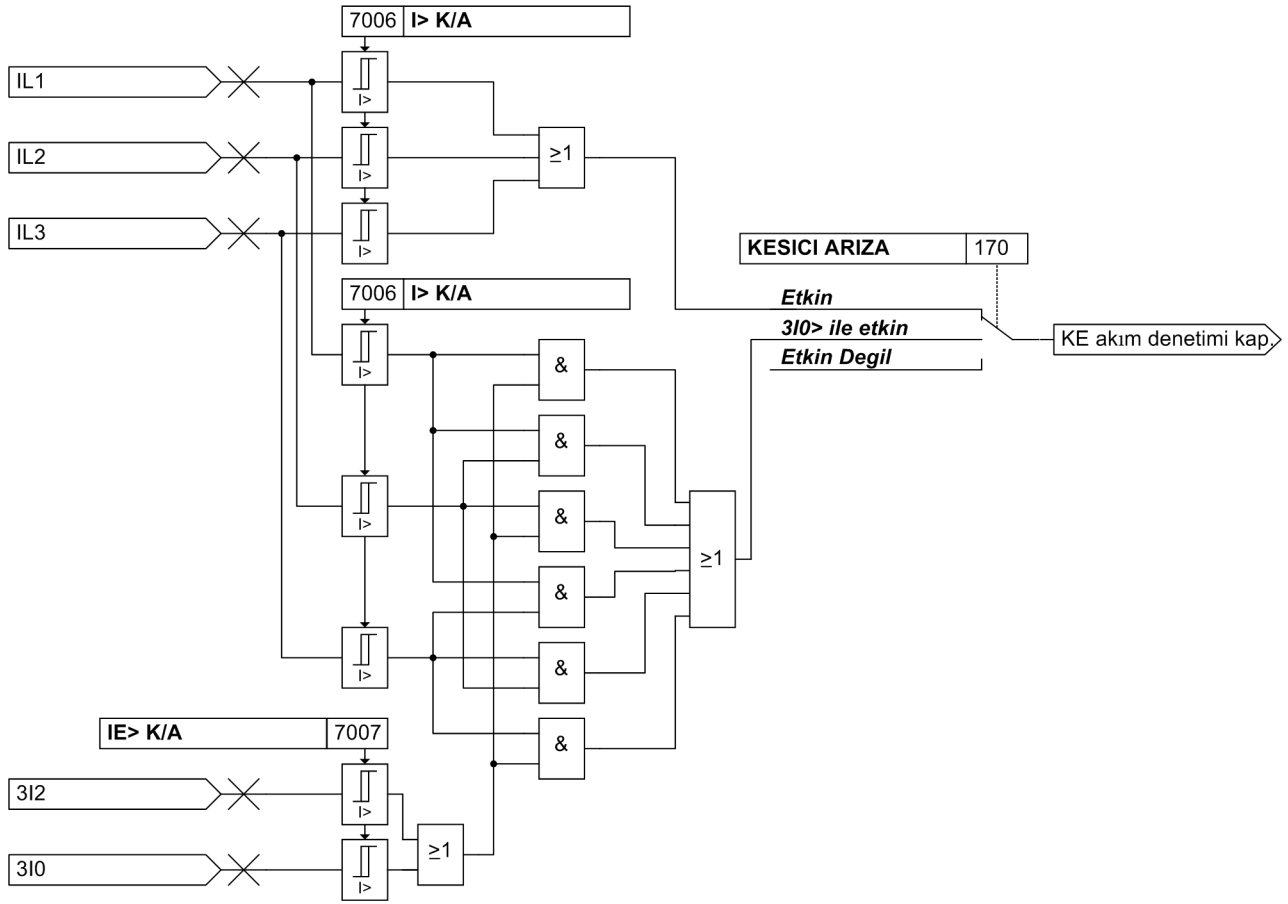 7006 I> K/A
IL1
I>
IL2
I>
≥1
IL3
I>
KESICI ARIZA 170
7006 I> K/A
Etkin
3I0> ile etkin
KE akım denetimi kap.
Etkin Degil
I>
&
&
I>
&
≥1
&
I>
&
IE> K/A 7007
&
3I2
I>
≥1
3I0
I>